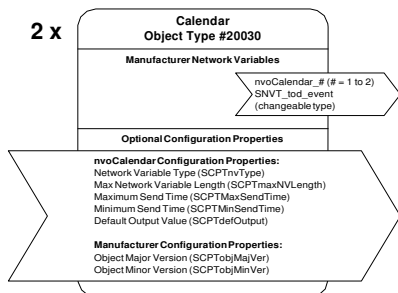 2 x
Calendar
Object Type #20030
Manufacturer Network Variables
nvoCalendar_# (# = 1 to 2)
SNVT_tod_event
(changeable type)
Optional Configuration Properties
nvoCalendar Configuration Properties:
Network Variable Type (SCPTnvType)
Max Network Variable Length (SCPTmaxNVLength)
Maximum Send Time (SCPTMaxSendTime)
Minimum Send Time (SCPTMinSendTime)
Default Output Value (SCPTdefOutput)
Manufacturer Configuration Properties:
Object Major Version (SCPTobjMajVer)
Object Minor Version (SCPTobjMinVer)